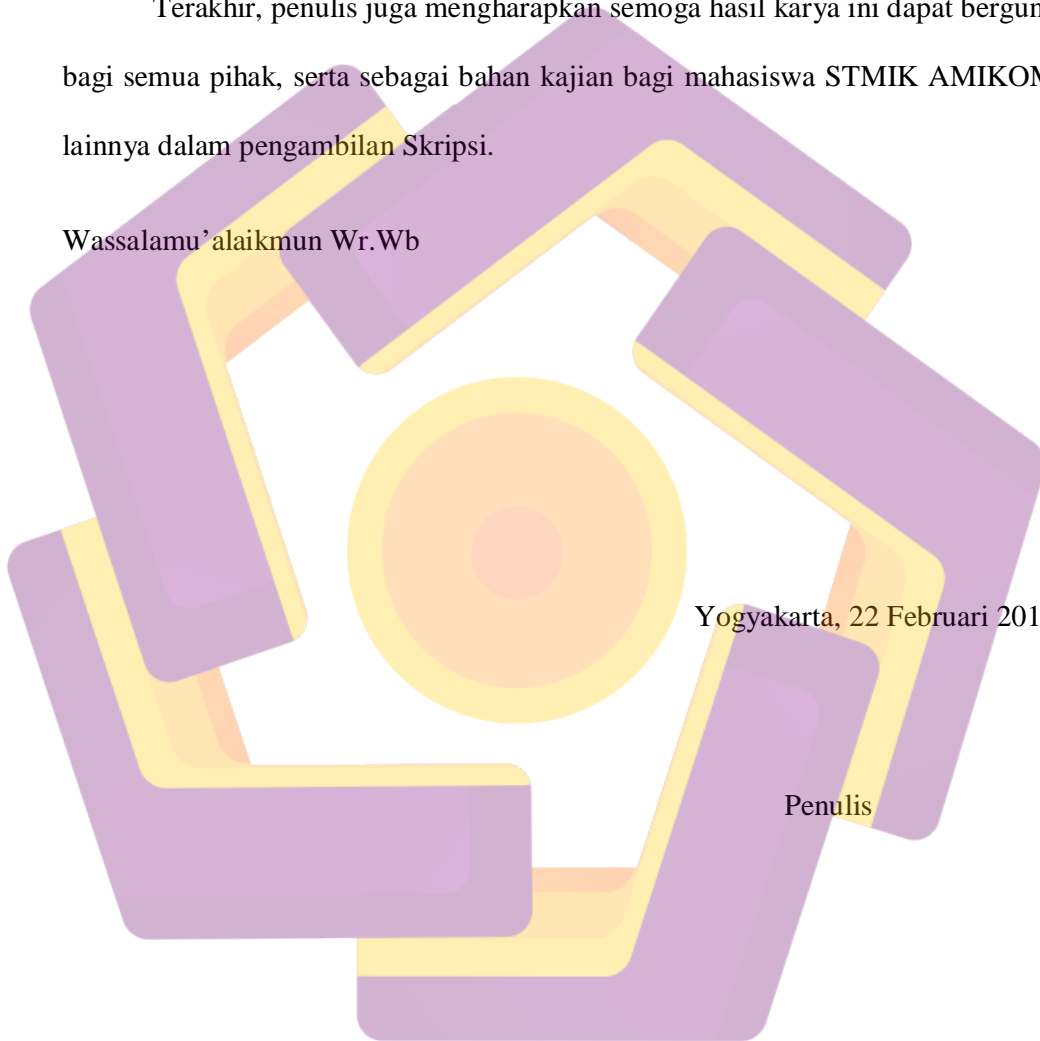 Terakhir, penulis juga mengharapkan semoga hasil karya ini dapat bergun
bagi semua pihak, serta sebagai bahan kajian bagi mahasiswa STMIK AMIKOM
lainnya dalam pengambilan Skripsi.
Wassalamu’alaikmun Wr.Wb
Yogyakarta, 22 Februari 201
Penulis